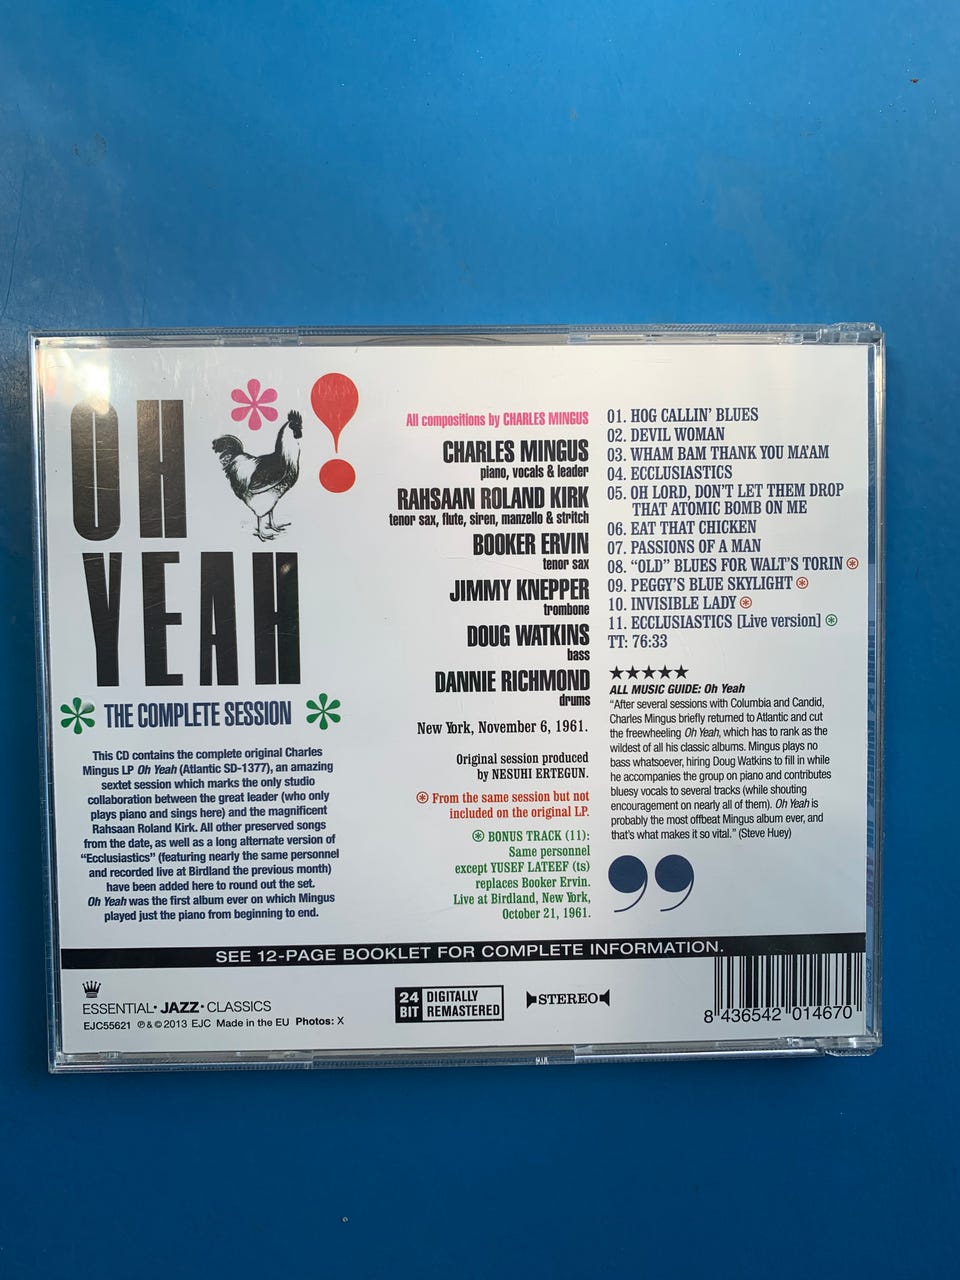 OH
YEAH
THE COMPLETE SESSION
This CD contains the complete original Charles
Mingus LP Oh Yeah (Atlantic SD-1377), an amazing
sextet session which marks the only studio
collaboration between the great leader (who only
plays piano and sings here) and the magnificent
Rahsaan Roland Kirk. All other preserved songs
from the date, as well as a long alternate version of
“Ecclusiastics” (featuring nearly the same personnel
and recorded live at Birdland the previous month)
have been added here to round out the set.
Oh Yeah was the first album ever on which Mingus
played just the piano from beginning to end.
All compositions by CHARLES MINGUS
CHARLES MINGUS
piano, vocals & leader
RAHSAAN ROLAND KIRK
tenor sax, flute, siren, manzello & stritch
BOOKER ERVIN
tenor sax
JIMMY KNEPPER
trombone
DOUG WATKINS
bass
DANNIE RICHMOND
drums
New York, November 6, 1961.
Original session produced
by NESUHI ERTEGUN.
From the same session but not
included on the original LP.
BONUS TRACK (11):
Same personnel
except YUSEF LATEEF (ts)
replaces Booker Ervin.
Live at Birdland, New York,
October 21, 1961.
01. HOG CALLIN’ BLUES
02. DEVIL WOMAN
03. WHAM BAM THANK YOU MA’AM
04. ECCLUSIASTICS
05. OH LORD, DON’T LET THEM DROP
THAT ATOMIC BOMB ON ME
06. EAT THAT CHICKEN
07. PASSIONS OF A MAN
08. “OLD” BLUES FOR WALT’S TORIN
09. PEGGY’S BLUE SKYLIGHT
10. INVISIBLE LADY
11. ECCLUSIASTICS [Live version]
TT: 76:33
★★★★★
ALL MUSIC GUIDE: Oh Yeah
“After several sessions with Columbia and Candid,
Charles Mingus briefly returned to Atlantic and cut
the freewheeling Oh Yeah, which has to rank as the
wildest of all his classic albums. Mingus plays no
bass whatsoever, hiring Doug Watkins to fill in while
he accompanies the group on piano and contributes
bluesy vocals to several tracks (while shouting
encouragement on nearly all of them). Oh Yeah is
probably the most offbeat Mingus album ever, and
that’s what makes it so vital.” (Steve Huey)
SEE 12-PAGE BOOKLET FOR COMPLETE INFORMATION.
ESSENTIAL·JAZZ·CLASSICS
EJC55621 ℗ & © 2013 EJC Made in the EU Photos: X
24 BIT DIGITALLY REMASTERED
STEREO
8 436542 014670